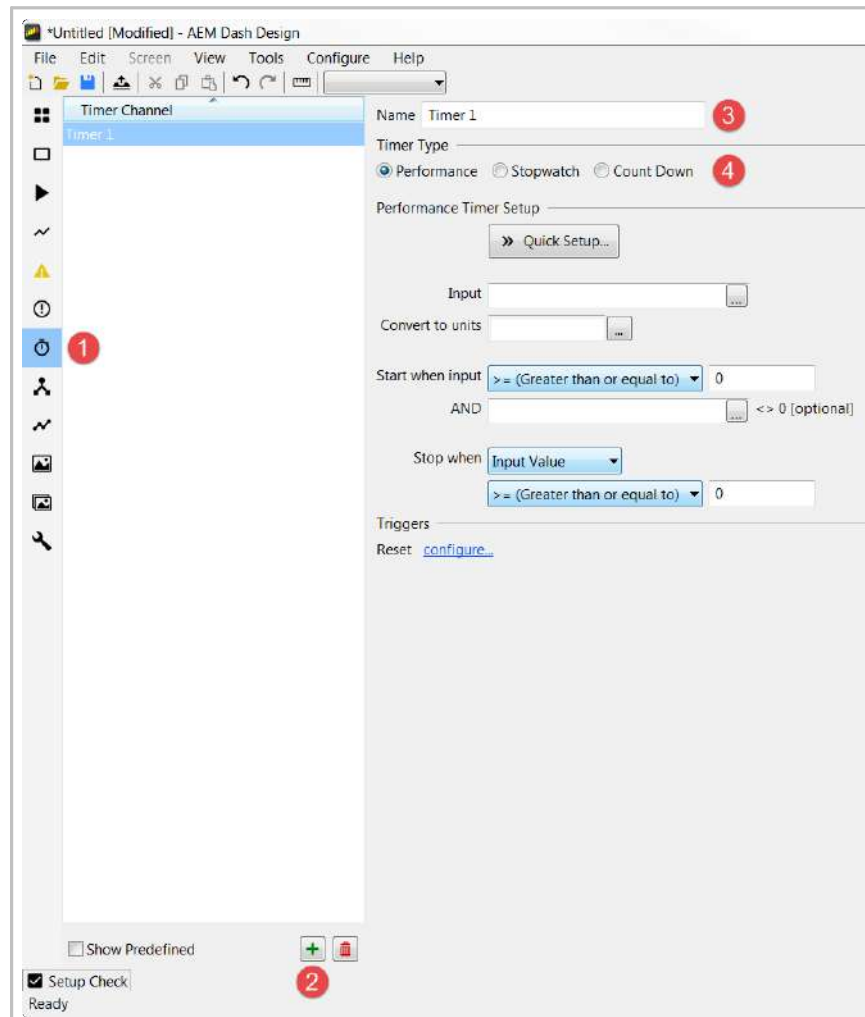 *Untitled [Modified] - AEM Dash Design
File Edit Screen View Tools Configure Help
Timer Channel
Timer 1
Name Timer 1 3
Timer Type
Performance Stopwatch Count Down 4
Performance Timer Setup
» Quick Setup...
Input ...
Convert to units ...
1
Start when input >= (Greater than or equal to) 0
AND ... <> 0 [optional]
Stop when Input Value
>= (Greater than or equal to) 0
Triggers
Reset configure...
Show Predefined
2
Setup Check
Ready